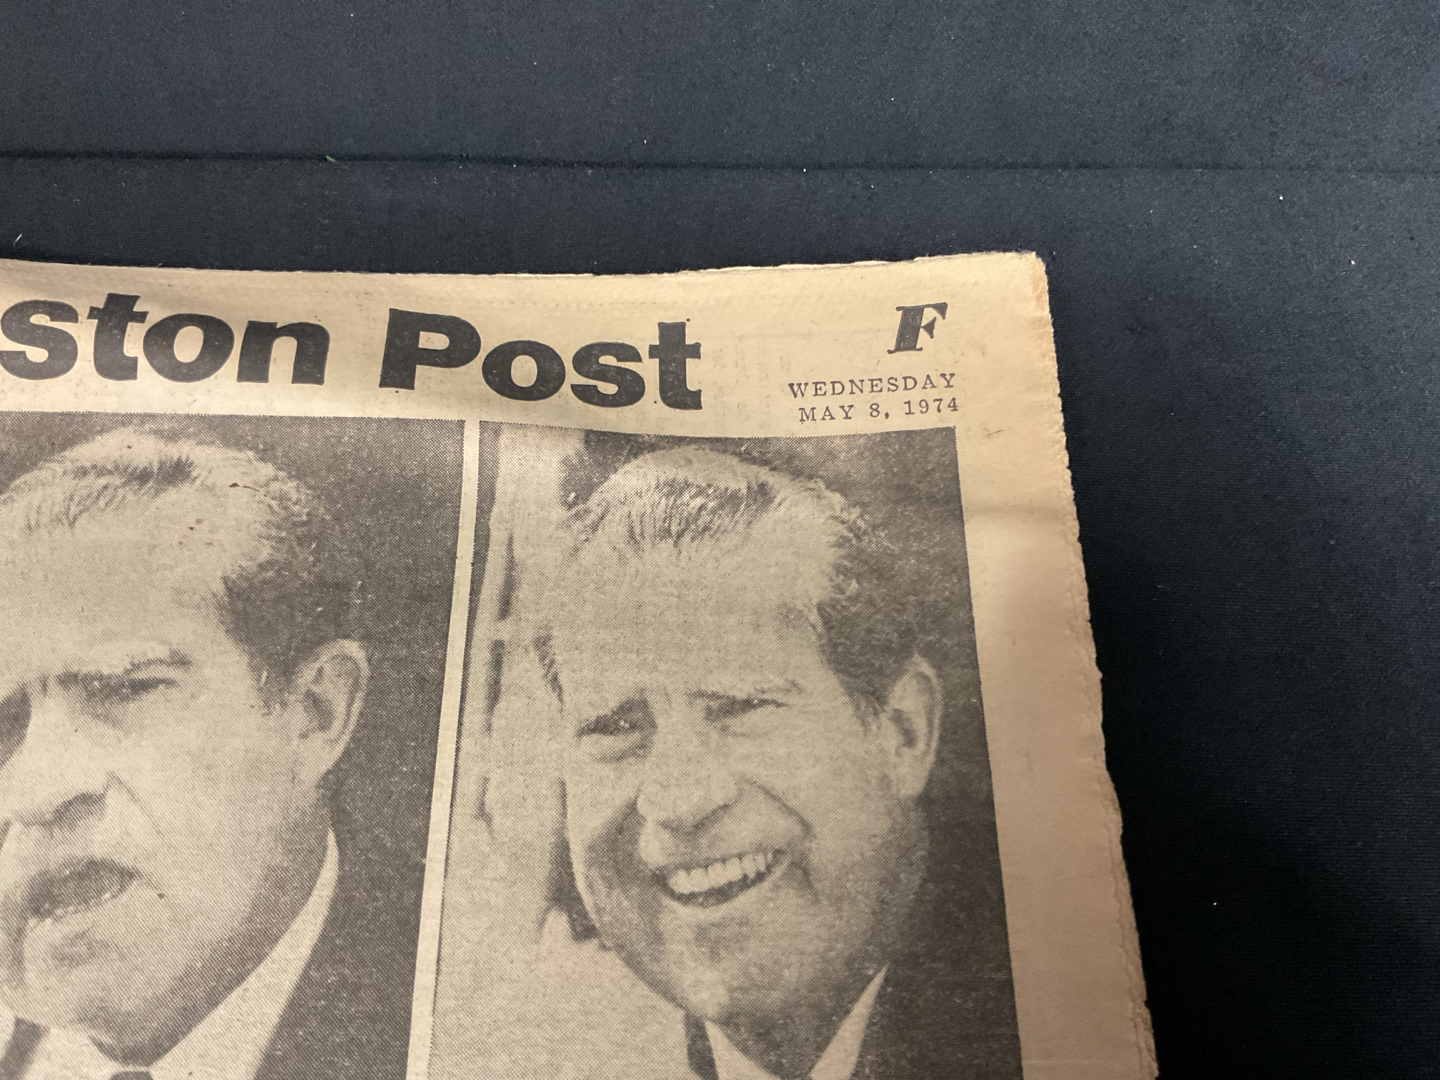 ston Post
F
WEDNESDAY
MAY 8, 1974